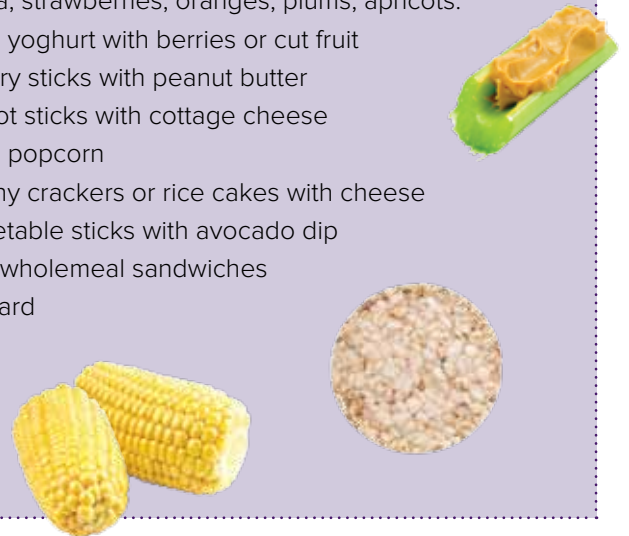 , strawberries, oranges, plums, apricots.
yoghurt with berries or cut fruit
ry sticks with peanut butter
ot sticks with cottage cheese
popcorn
ny crackers or rice cakes with cheese
etable sticks with avocado dip
wholemeal sandwiches
ard